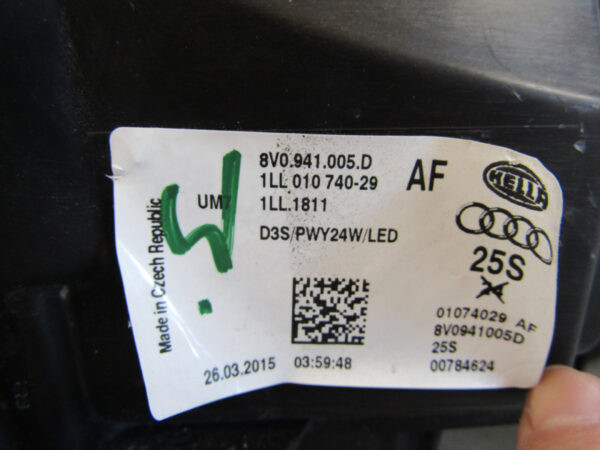 8V0.941.005.D
1LL 010 740-29
1LL.1811
AF
HELLA
UM7
D3S/PWY24W/LED
25S
Made in Czech Republic
01074029 AF
8V0941005D
25S
00784624
26.03.2015 03:59:48